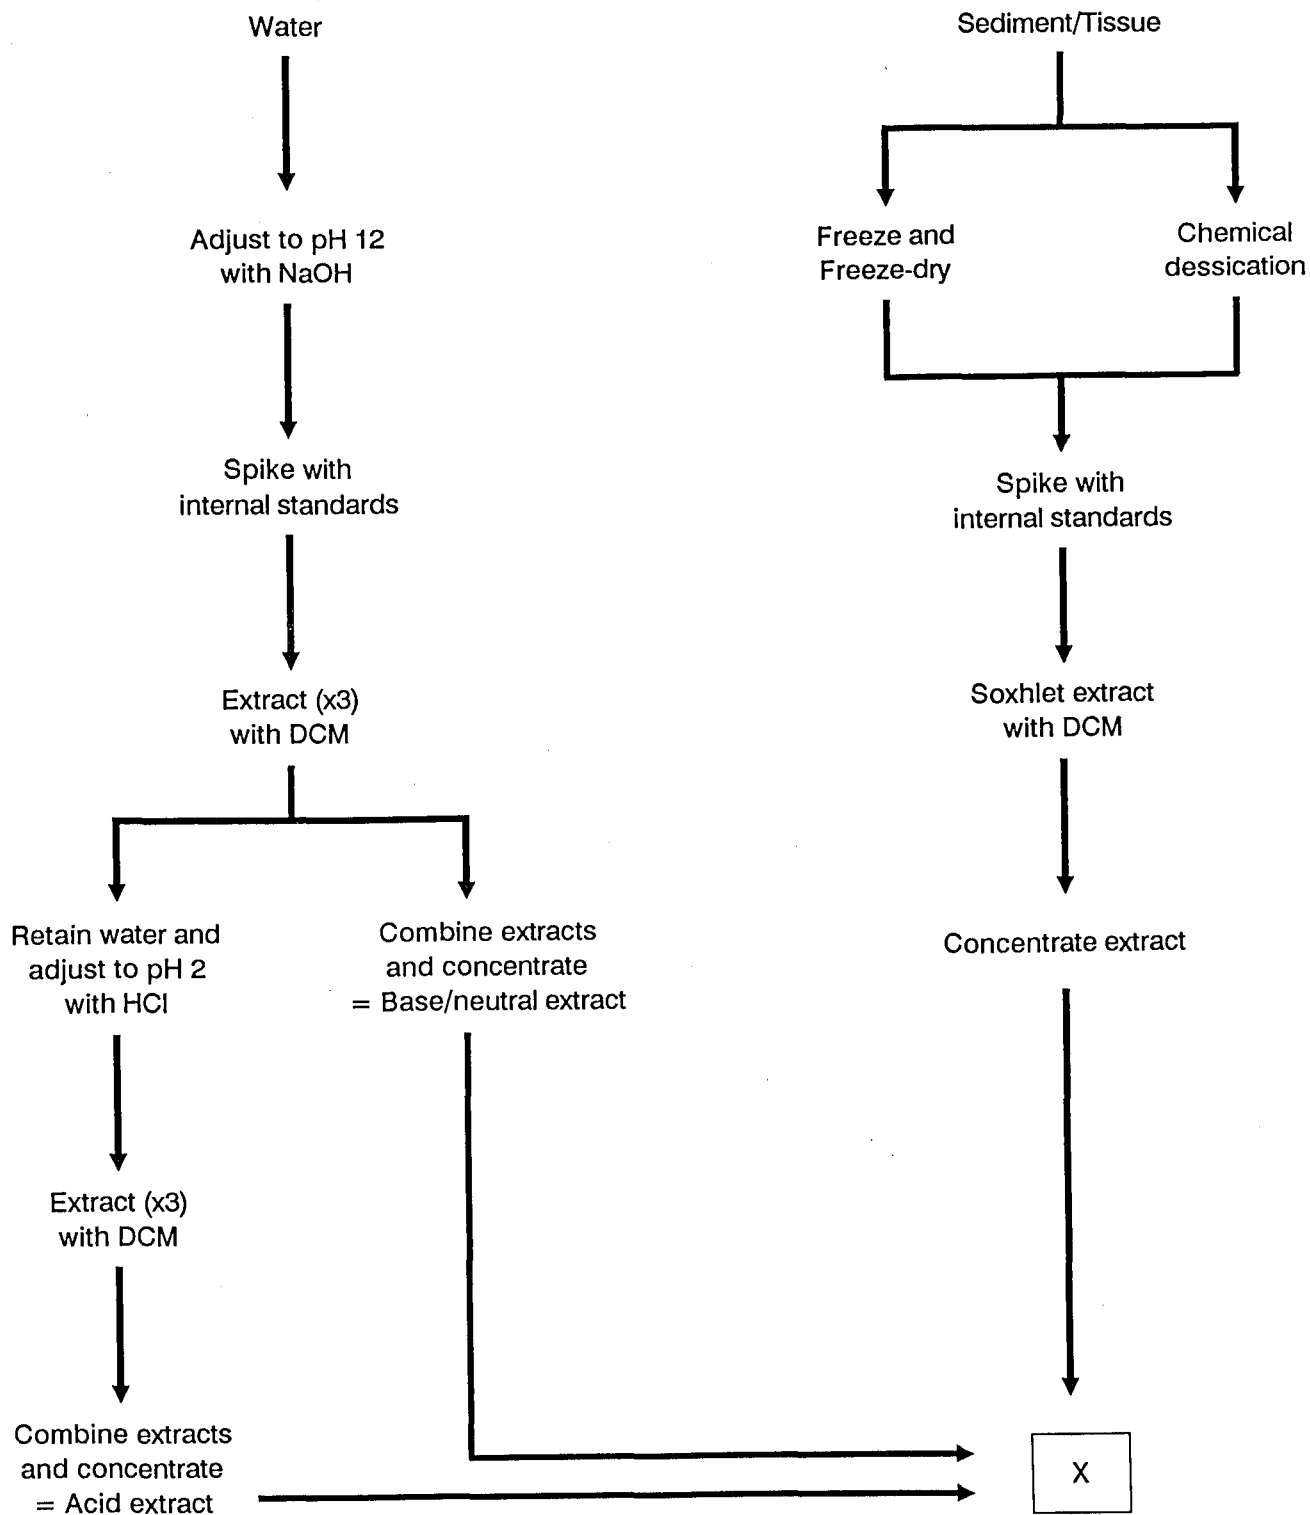 Water
Adjust to pH 12
with NaOH
Spike with
internal standards
Extract (x3)
with DCM
Retain water and
adjust to pH 2
with HCl
Combine extracts
and concentrate
= Base/neutral extract
Extract (x3)
with DCM
Combine extracts
and concentrate
= Acid extract
Sediment/Tissue
Freeze and
Freeze-dry
Chemical
dessication
Spike with
internal standards
Soxhlet extract
with DCM
Concentrate extract
X